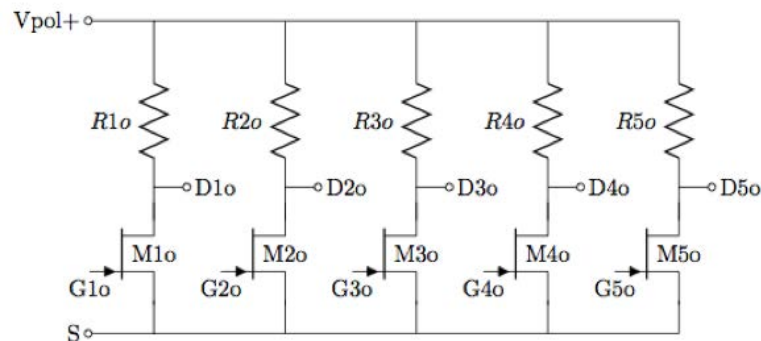 Vpol+
R1o R2o R3o R4o R5o
D1o D2o D3o D4o D5o
M1o M2o M3o M4o M5o
G1o G2o G3o G4o G5o
S